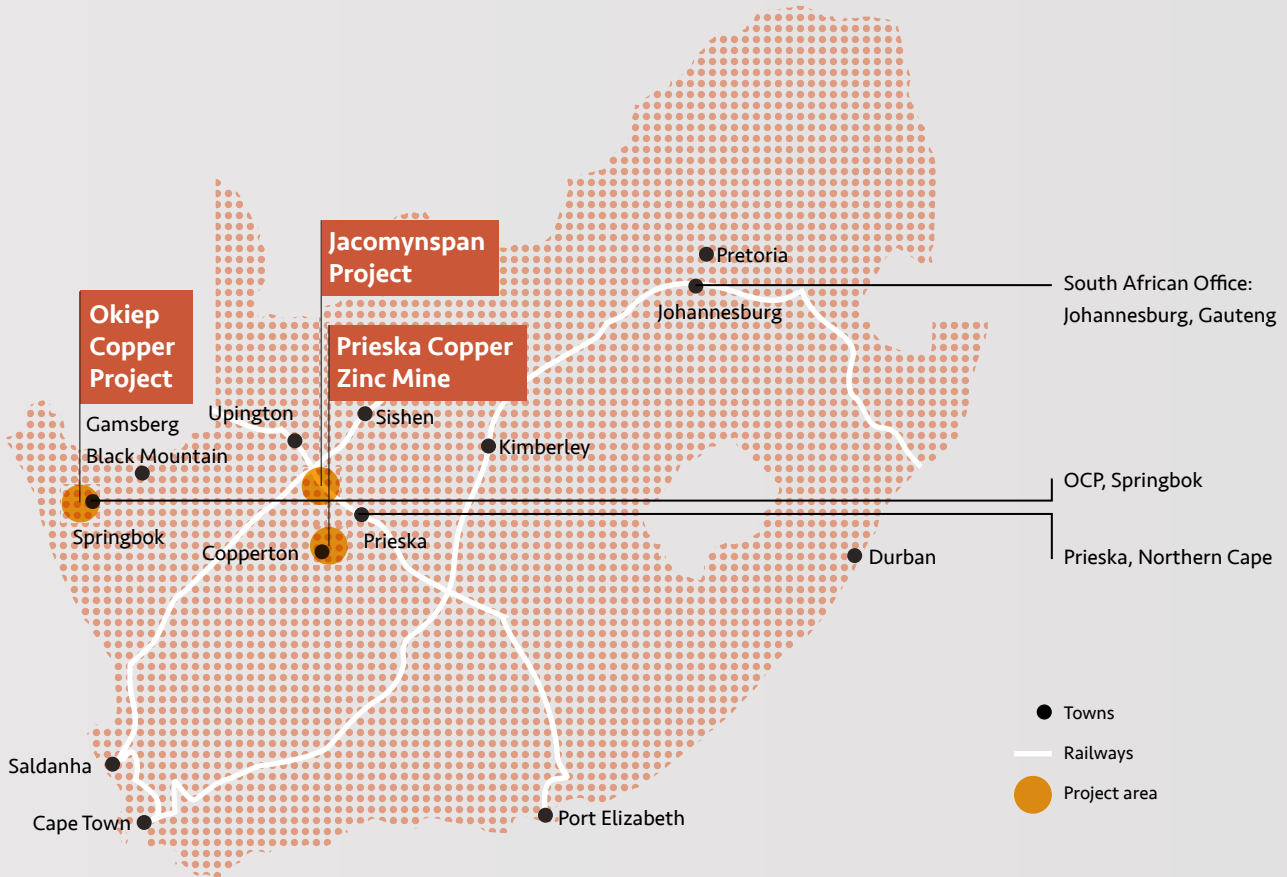 Jacomynspan
Project
Okiep
Copper
Project
Prieska Copper
Zinc Mine
Pretoria
Johannesburg
South African Office:
Johannesburg, Gauteng
Gamsberg
Black Mountain
Upington
Sishen
Kimberley
Springbok
Copperton
Prieska
OCP, Springbok
Prieska, Northern Cape
Durban
Saldanha
Cape Town
Port Elizabeth
Towns
Railways
Project area